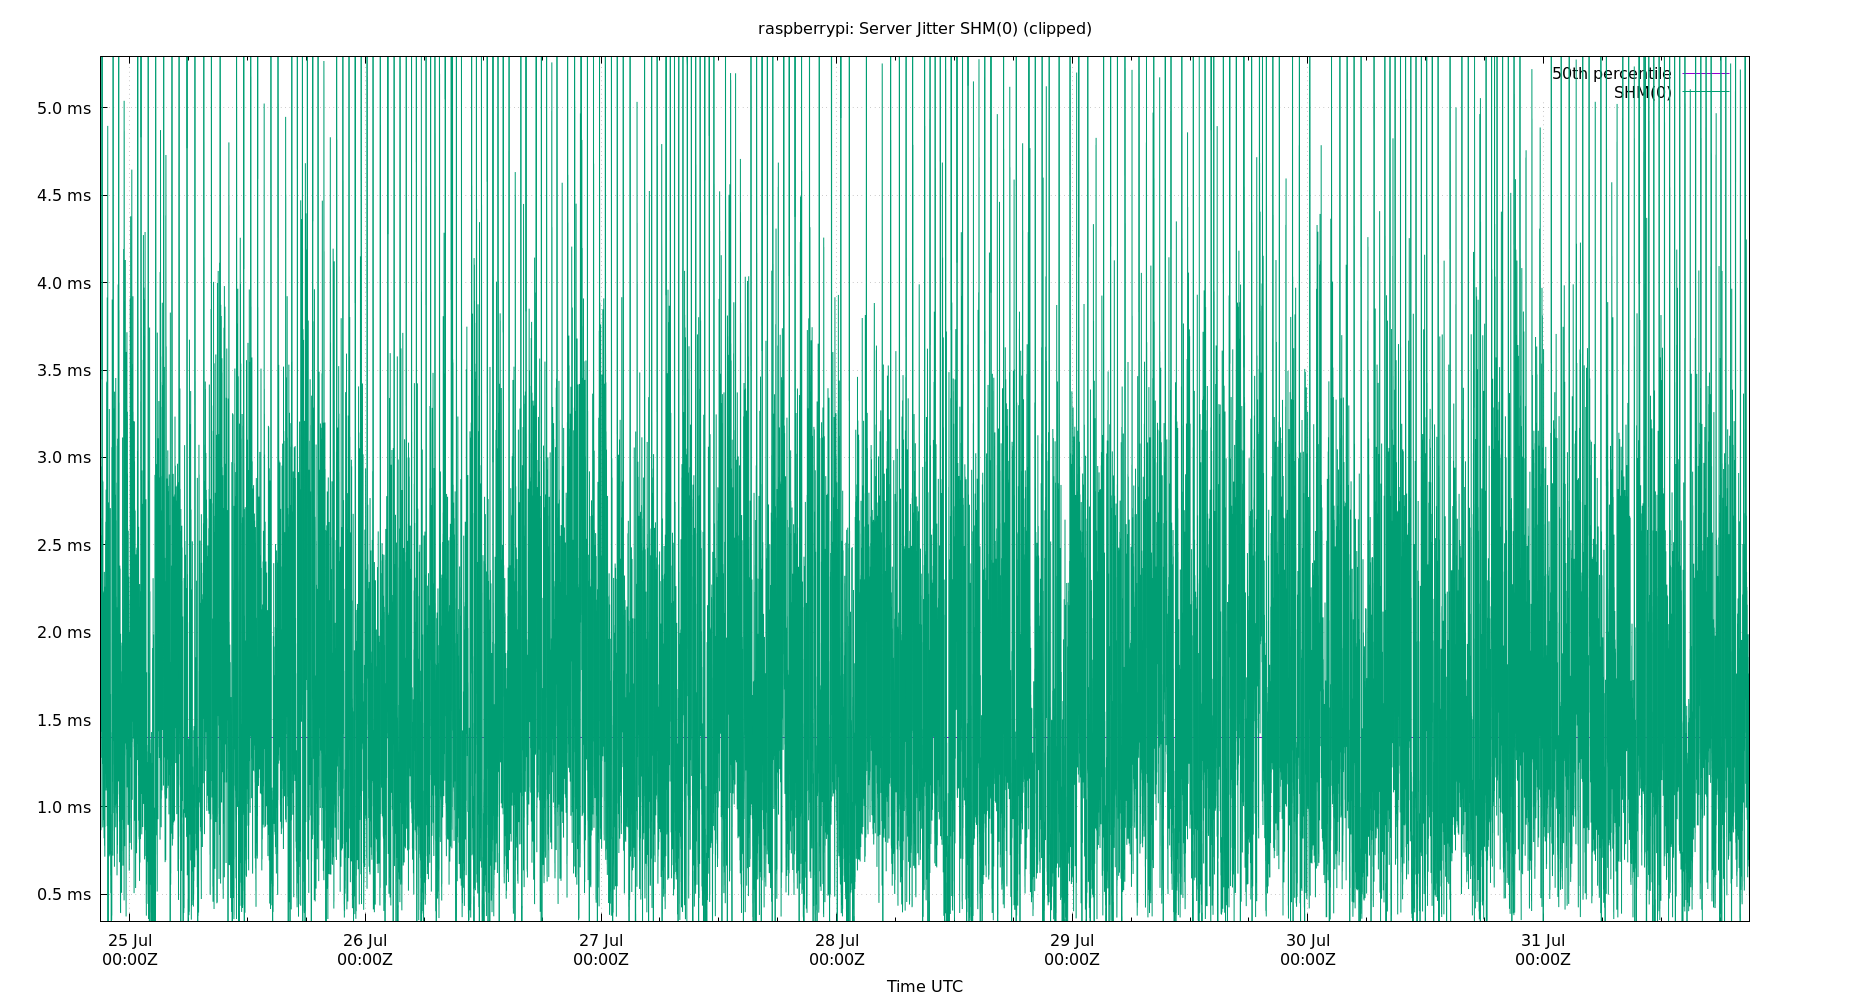 raspberrypi: Server Jitter SHM(0) (clipped)
50th percentile
SHM(0)
5.0 ms
4.5 ms
4.0 ms
3.5 ms
3.0 ms
2.5 ms
2.0 ms
1.5 ms
1.0 ms
0.5 ms
25 Jul 26 Jul 27 Jul 28 Jul 29 Jul 30 Jul 31 Jul
00:00Z 00:00Z 00:00Z 00:00Z 00:00Z 00:00Z 00:00Z
Time UTC